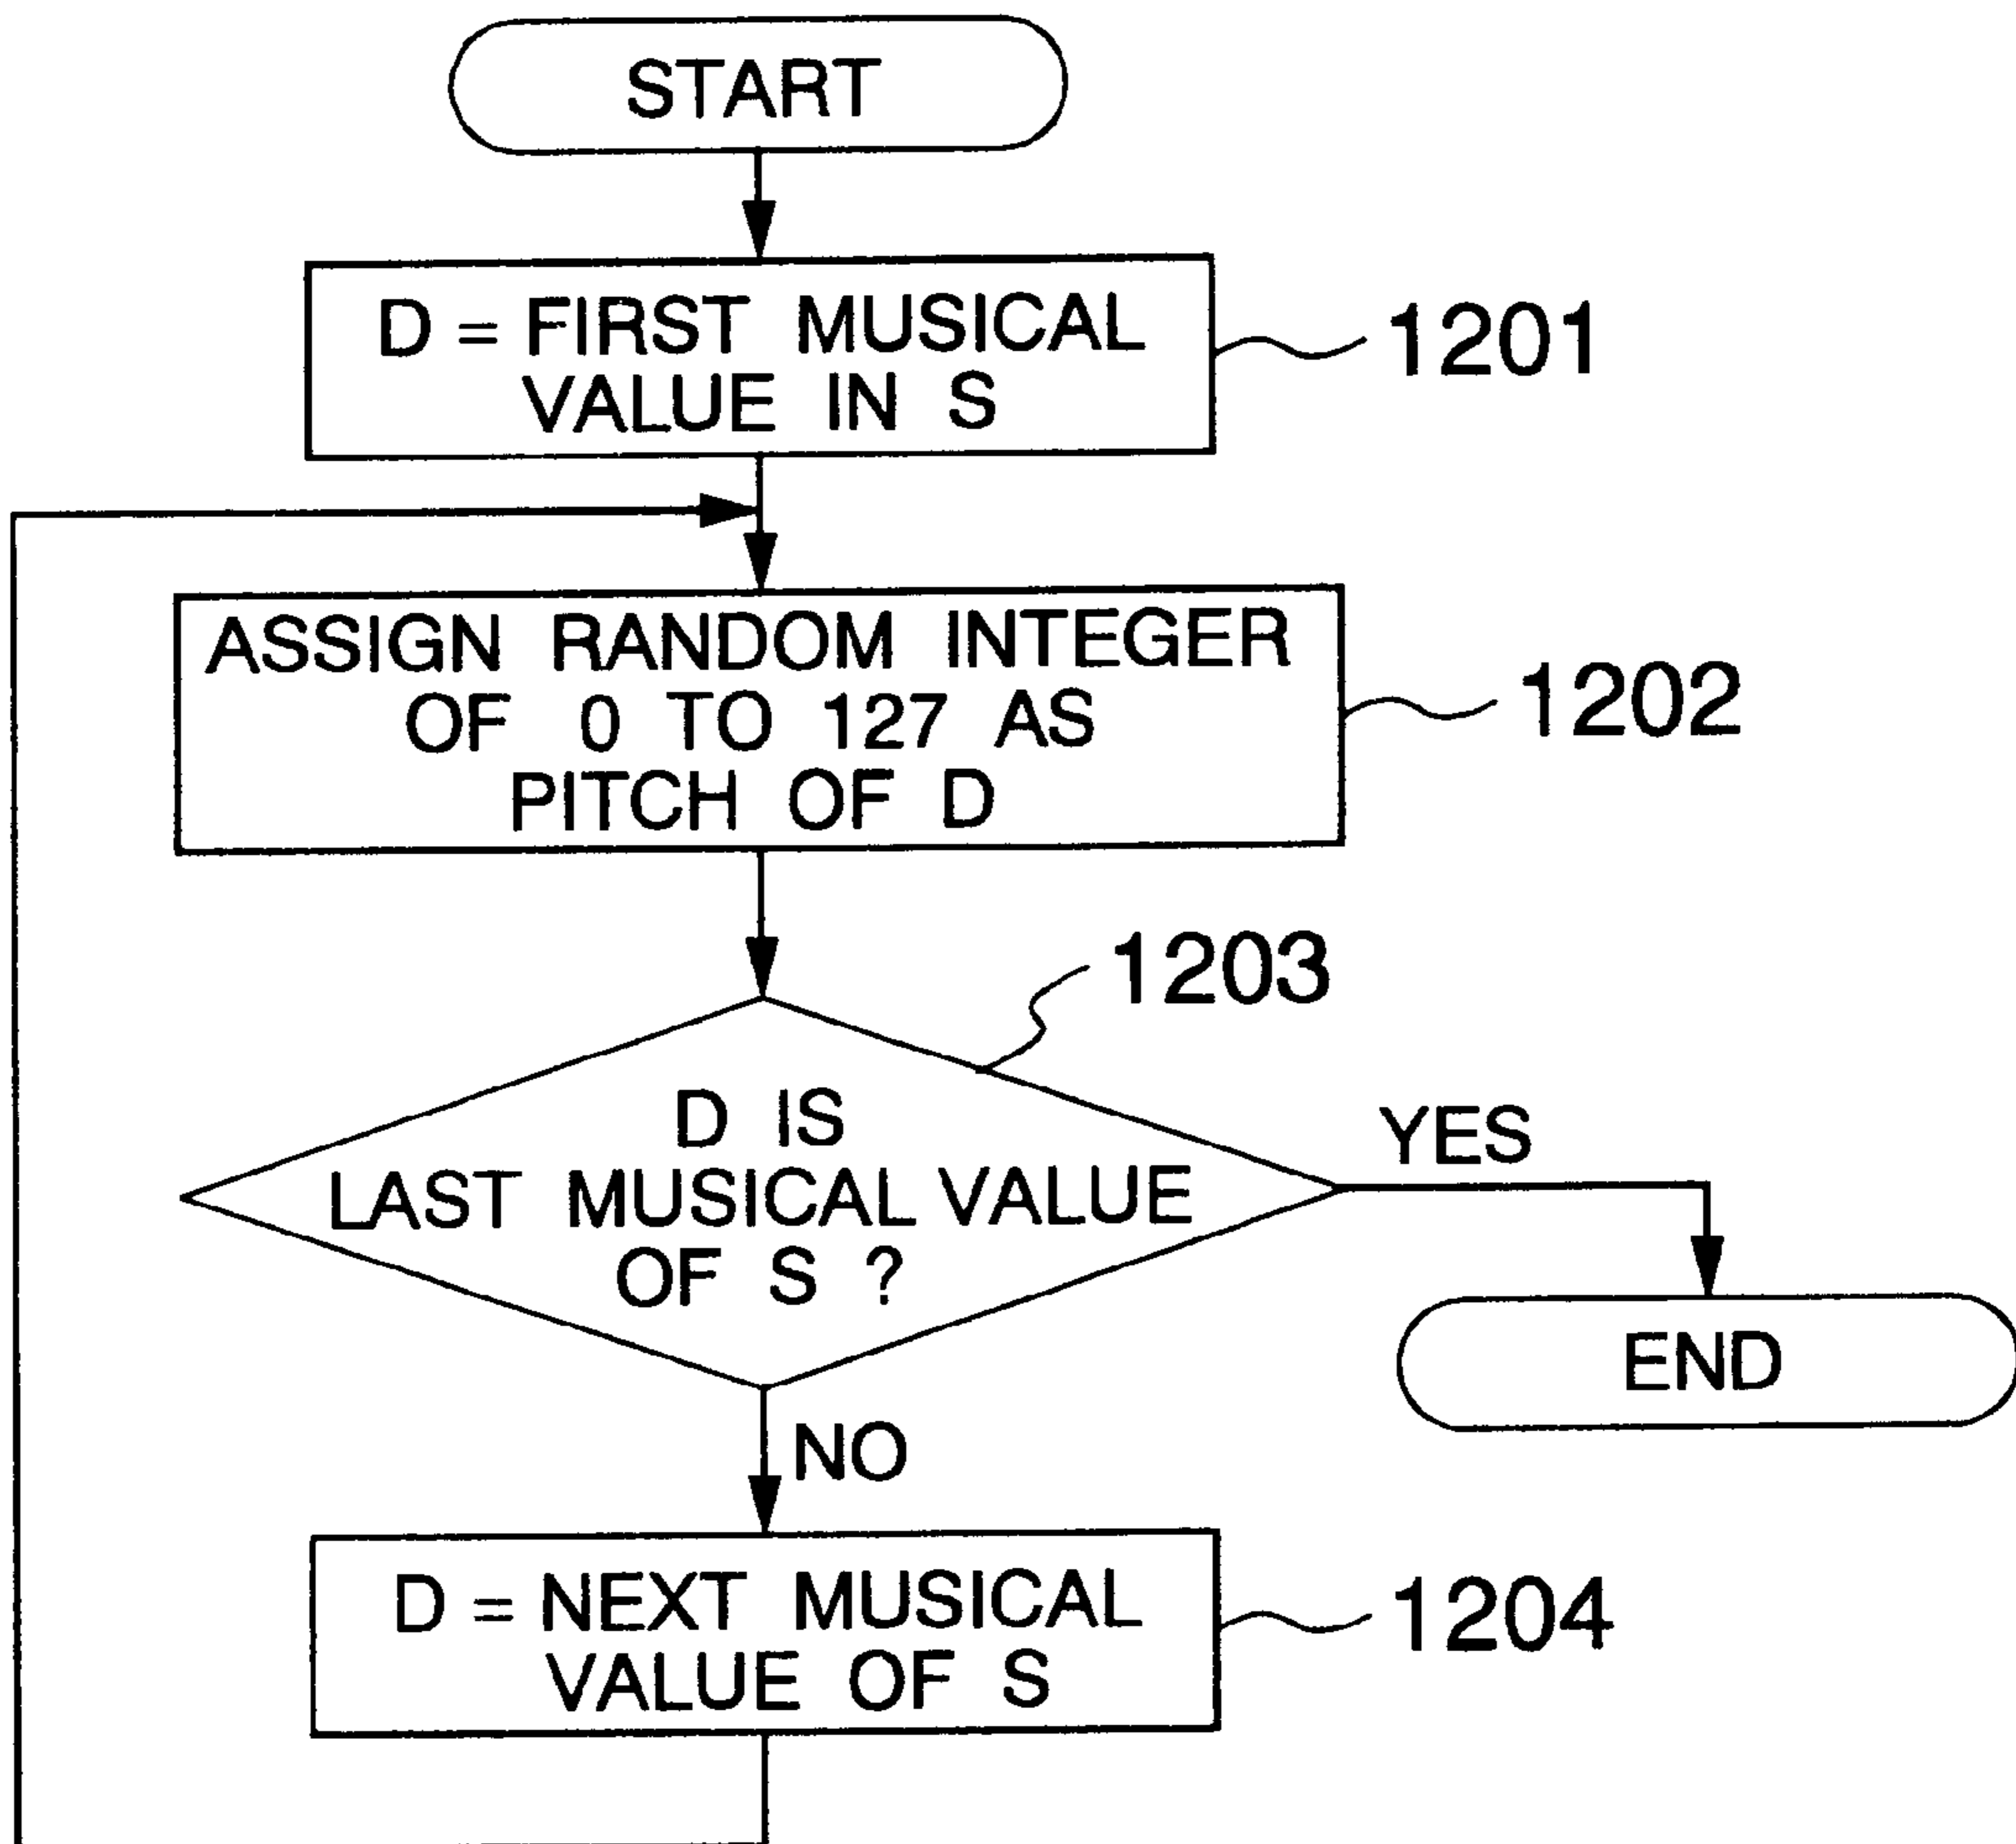 START
D = FIRST MUSICAL
VALUE IN S
1201
ASSIGN RANDOM INTEGER
OF 0 TO 127 AS
PITCH OF D
1202
1203
D IS
LAST MUSICAL VALUE
OF S ?
YES
END
NO
D = NEXT MUSICAL
VALUE OF S
1204